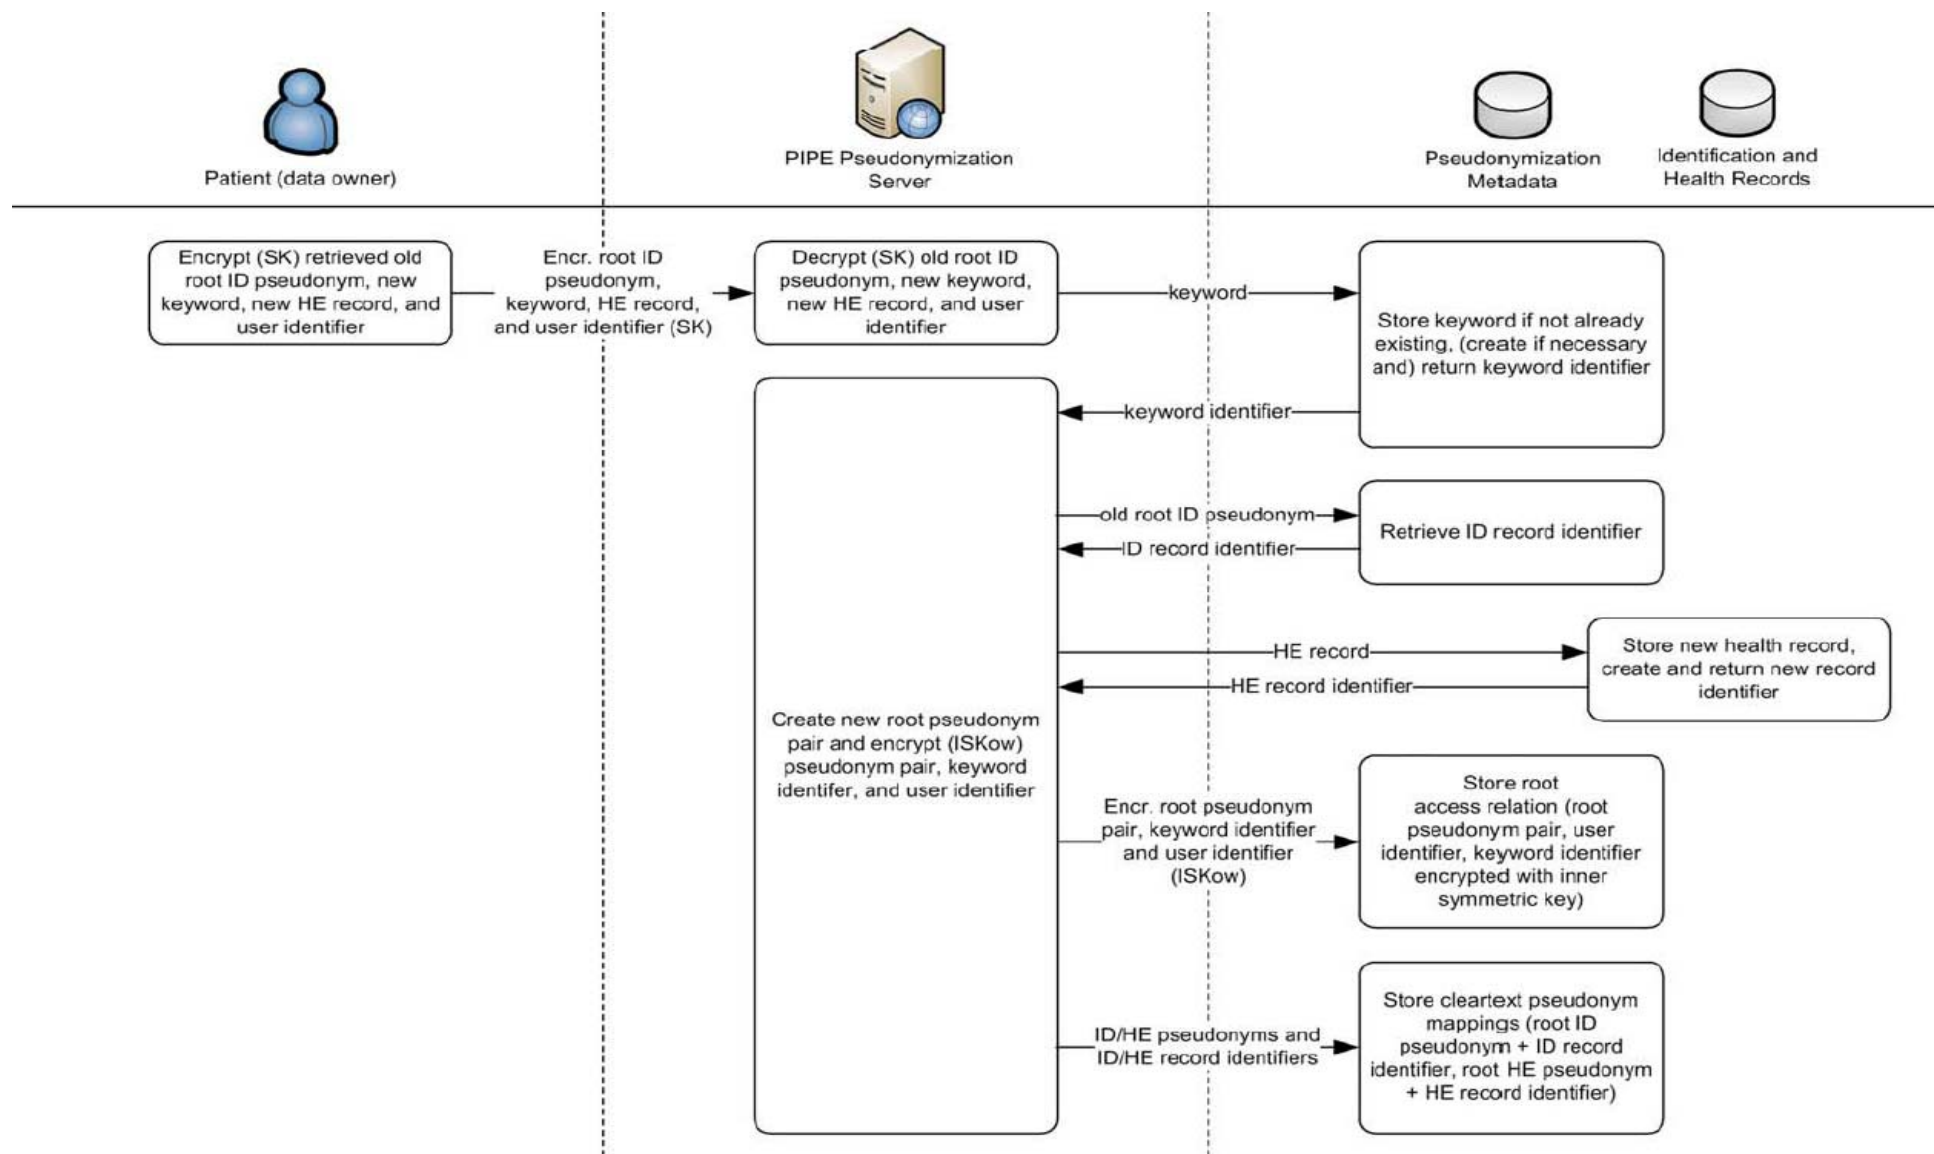 Patient (data owner)
PIPE Pseudonymization
Server
Pseudonymization
Metadata
Identification and
Health Records
Encrypt (SK) retrieved old
root ID pseudonym, new
keyword, new HE record, and
user identifier
Encr. root ID
pseudonym,
keyword, HE record,
and user identifier (SK)
Decrypt (SK) old root ID
pseudonym, new keyword,
new HE record, and user
identifier
keyword
Store keyword if not already
existing, (create if necessary
and) return keyword identifier
keyword identifier
old root ID pseudonym
ID record identifier
Retrieve ID record identifier
HE record
HE record identifier
Store new health record,
create and return new record
identifier
Create new root pseudonym
pair and encrypt (ISKow)
pseudonym pair, keyword
identifer, and user identifier
Encr. root pseudonym
pair, keyword identifier
and user identifier
(ISKow)
Store root
access relation (root
pseudonym pair, user
identifier, keyword identifier
encrypted with inner
symmetric key)
ID/HE pseudonyms and
ID/HE record identifiers
Store cleartext pseudonym
mappings (root ID
pseudonym + ID record
identifier, root HE pseudonym
+ HE record identifier)